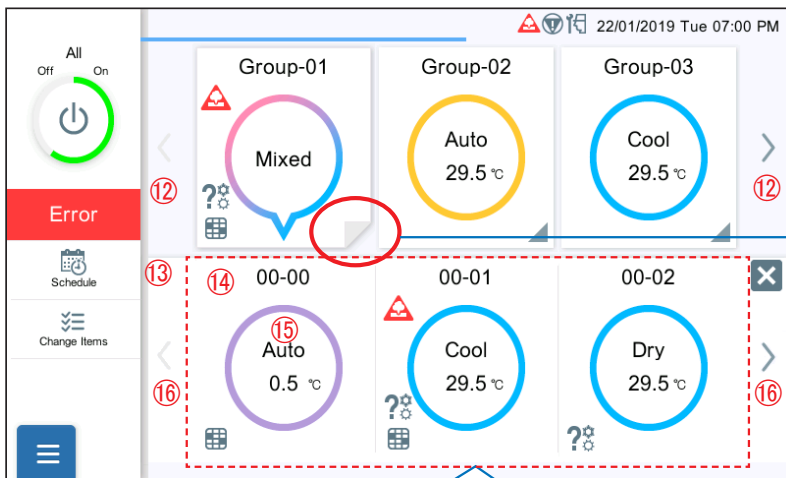 22/01/2019 Tue 07:00 PM
All
Off On
Error
Schedule
Change Items
Group-01 Group-02 Group-03
Mixed
Auto
29.5 ℃
Cool
29.5 ℃
⑫ ⑫
⑬ ⑭ 00-00 00-01 00-02
⑮
Auto
0.5 ℃
Cool
29.5 ℃
Dry
29.5 ℃
⑯ ⑯